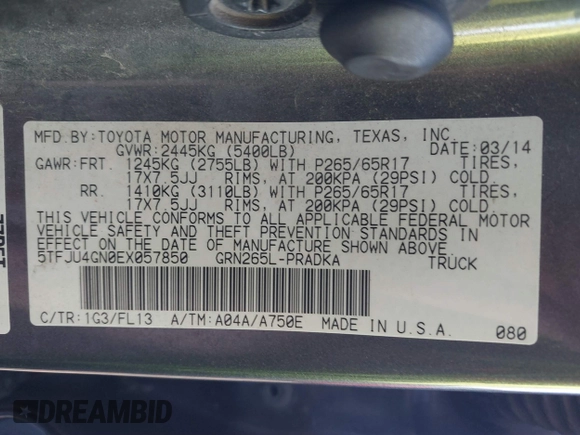 MFD.BY:TOYOTA MOTOR MANUFACTURING, TEXAS, INC.
GVWR:2445KG (5400LB) DATE:03/14
GAWR:FRT. 1245KG (2755LB) WITH P265/65R17 TIRES,
17X7.5JJ RIMS, AT 200KPA (29PSI) COLD
RR. 1410KG (3110LB) WITH P265/65R17 TIRES,
17X7.5JJ RIMS, AT 200KPA (29PSI) COLD
THIS VEHICLE CONFORMS TO ALL APPLICABLE FEDERAL MOTOR
VEHICLE SAFETY AND THEFT PREVENTION STANDARDS IN
EFFECT ON THE DATE OF MANUFACTURE SHOWN ABOVE.
5TFJU4GN0EX057850 GRN265L-PRADKA TRUCK
C/TR:1G3/FL13 A/TM:A04A/A750E MADE IN U.S.A. 080
DREAMBID